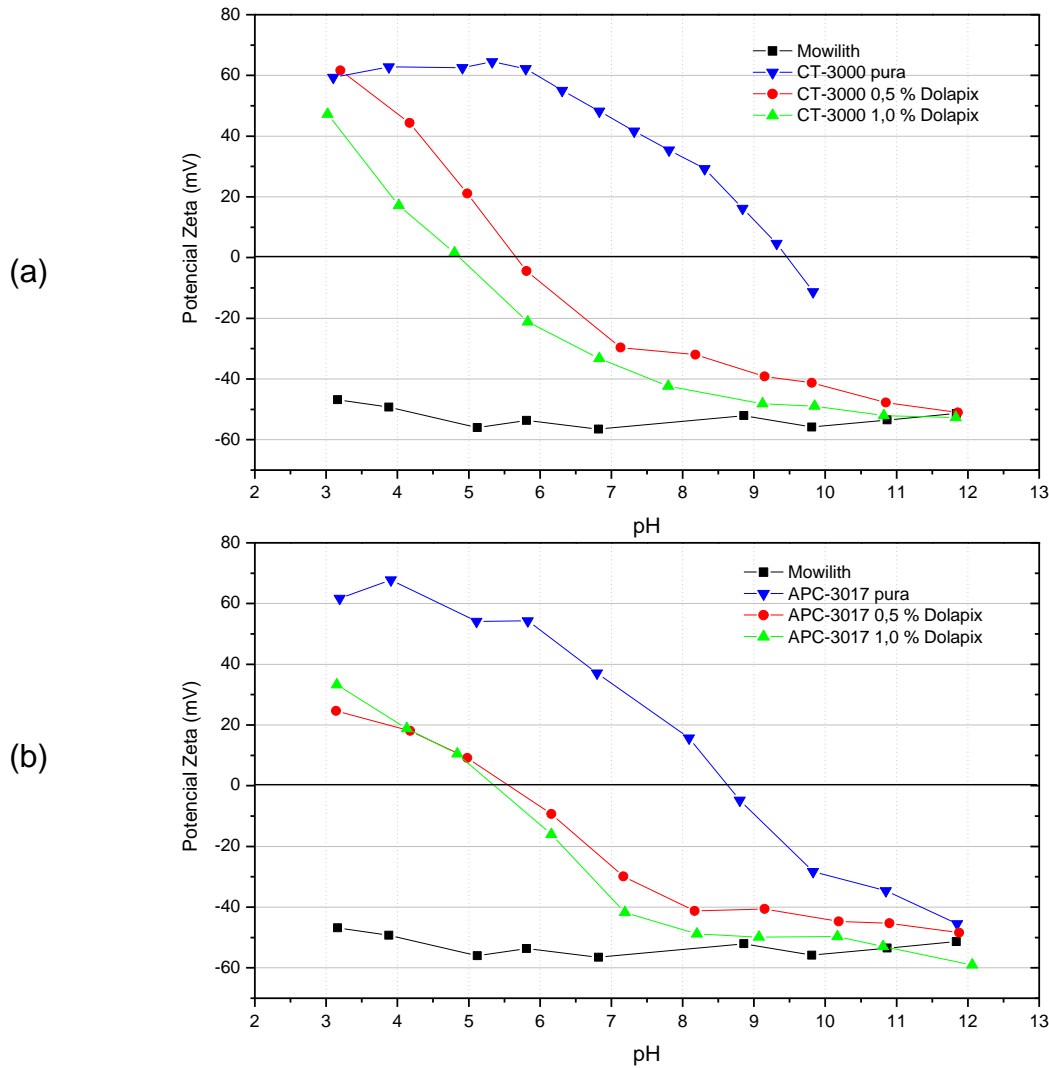 (a)
80
60
40
20
0
-20
-40
-60
Potencial Zeta (mV)
Mowilith
CT-3000 pura
CT-3000 0,5 % Dolapix
CT-3000 1,0 % Dolapix
2 3 4 5 6 7 8 9 10 11 12 13
pH
(b)
80
60
40
20
0
-20
-40
-60
Potencial Zeta (mV)
Mowilith
APC-3017 pura
APC-3017 0,5 % Dolapix
APC-3017 1,0 % Dolapix
2 3 4 5 6 7 8 9 10 11 12 13
pH